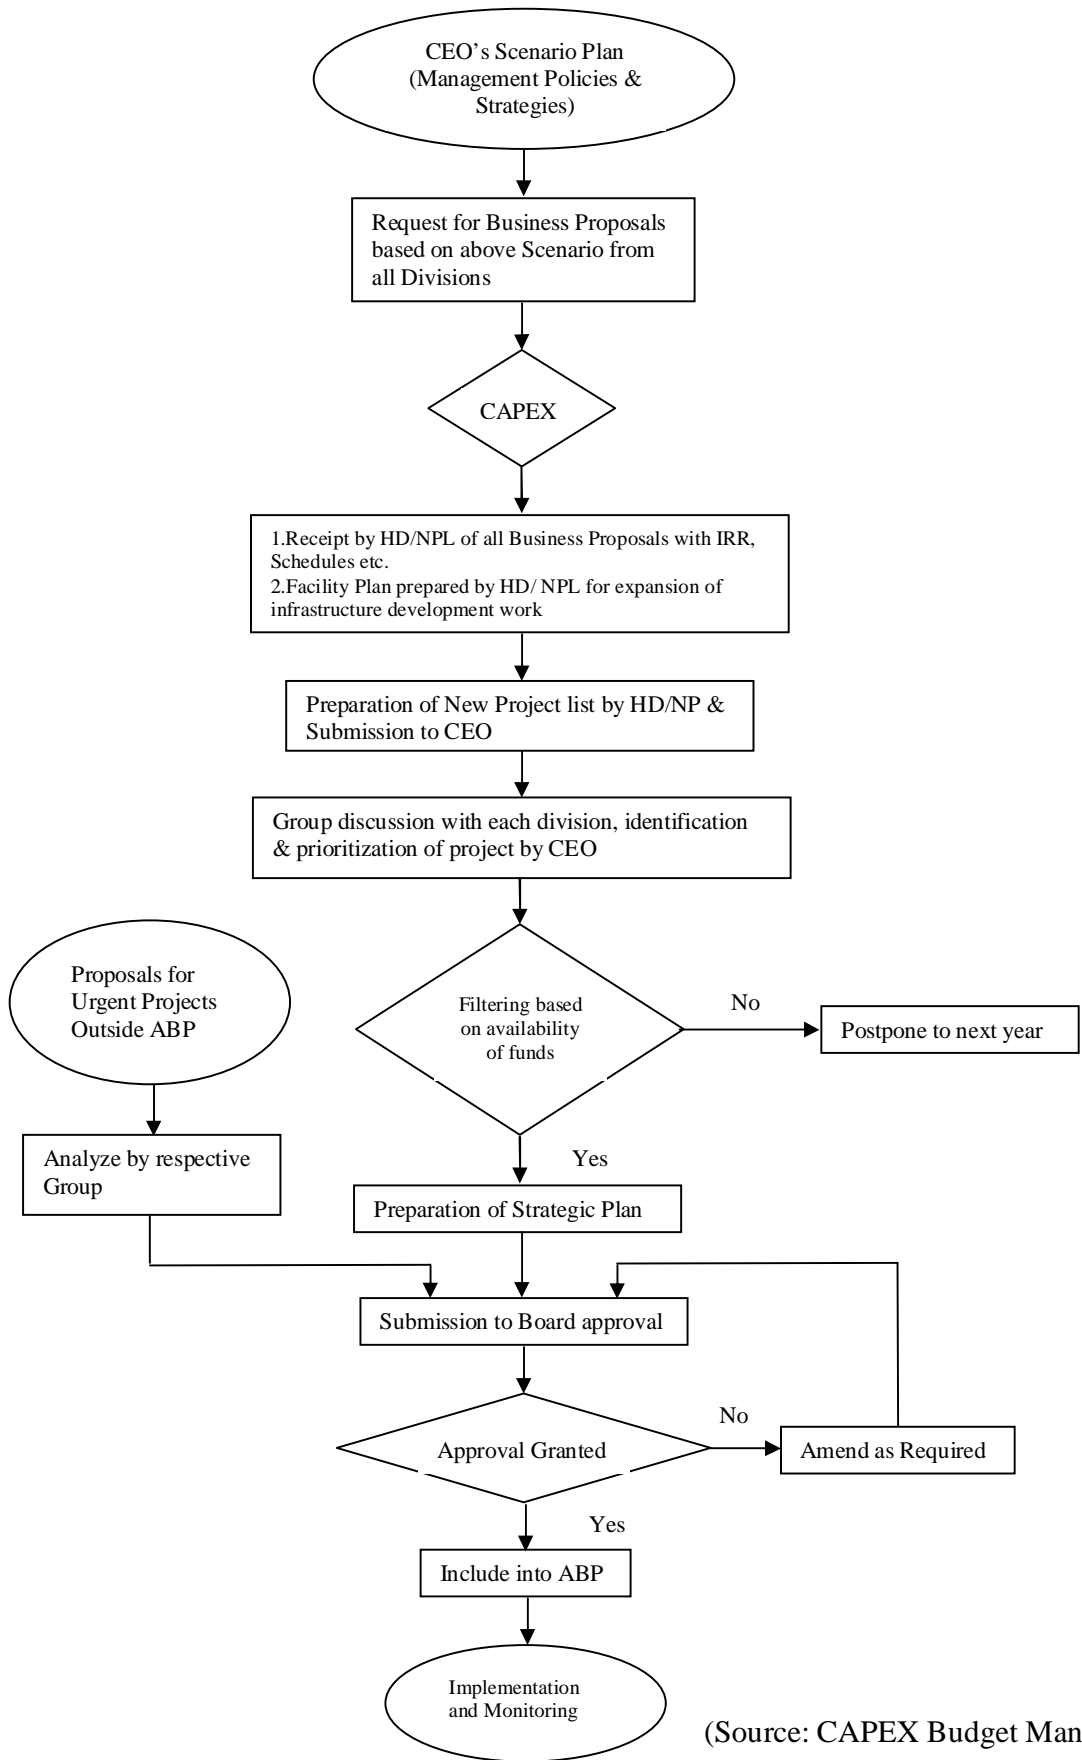 CEO's Scenario Plan
(Management Policies &
Strategies)
Request for Business Proposals
based on above Scenario from
all Divisions
CAPEX
1.Receipt by HD/NPL of all Business Proposals with IRR,
Schedules etc.
2.Facility Plan prepared by HD/ NPL for expansion of
infrastructure development work
Preparation of New Project list by HD/NP &
Submission to CEO
Group discussion with each division, identification
& prioritization of project by CEO
Proposals for
Urgent Projects
Outside ABP
Filtering based
on availability
of funds
No
Postpone to next year
Analyze by respective
Group
Yes
Preparation of Strategic Plan
Submission to Board approval
Approval Granted
No
Amend as Required
Yes
Include into ABP
Implementation
and Monitoring
(Source: CAPEX Budget Man